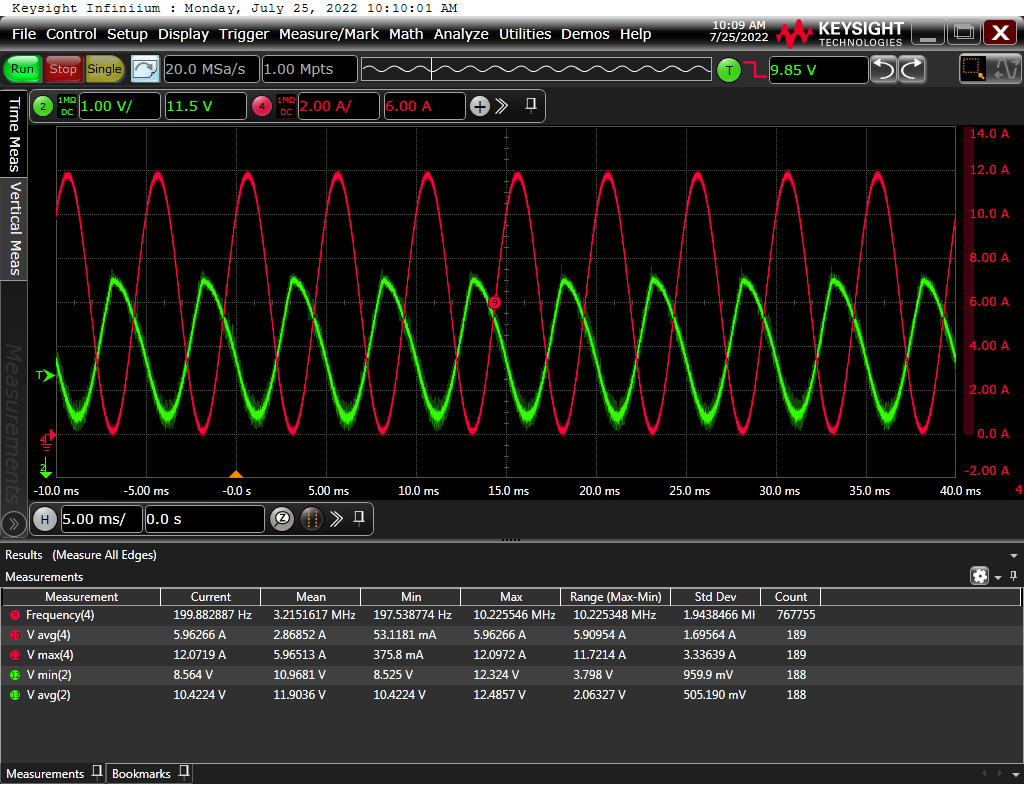 Keysight Infiniium : Monday, July 25, 2022 10:10:01 AM
File Control Setup Display Trigger Measure/Mark Math Analyze Utilities Demos Help
10:09 AM
7/25/2022
KEYSIGHT
TECHNOLOGIES
X
Run Stop Single 20.0 MSa/s 1.00 Mpts T 9.85 V
2 1MΩ DC 1.00 V/ 11.5 V 4 1MΩ DC 2.00 A/ 6.00 A
Time Meas
Vertical Meas
Measurements
14.0 A
12.0 A
10.0 A
8.00 A
6.00 A
4.00 A
2.00 A
0.0 A
-2.00 A
9
T
4
2
-10.0 ms -5.00 ms -0.0 s 5.00 ms 10.0 ms 15.0 ms 20.0 ms 25.0 ms 30.0 ms 35.0 ms 40.0 ms 4
H 5.00 ms/ 0.0 s Z
Results (Measure All Edges)
Measurements
Measurement Current Mean Min Max Range (Max-Min) Std Dev Count
9 Frequency(4) 199.882887 Hz 3.2151617 MHz 197.538774 Hz 10.225546 MHz 10.225348 MHz 1.9438466 MH 767755
10 V avg(4) 5.96266 A 2.86852 A 53.1181 mA 5.96266 A 5.90954 A 1.69564 A 189
11 V max(4) 12.0719 A 5.96513 A 375.8 mA 12.0972 A 11.7214 A 3.33639 A 189
12 V min(2) 8.564 V 10.9681 V 8.525 V 12.324 V 3.798 V 959.9 mV 188
13 V avg(2) 10.4224 V 11.9036 V 10.4224 V 12.4857 V 2.06327 V 505.190 mV 188
Measurements Bookmarks